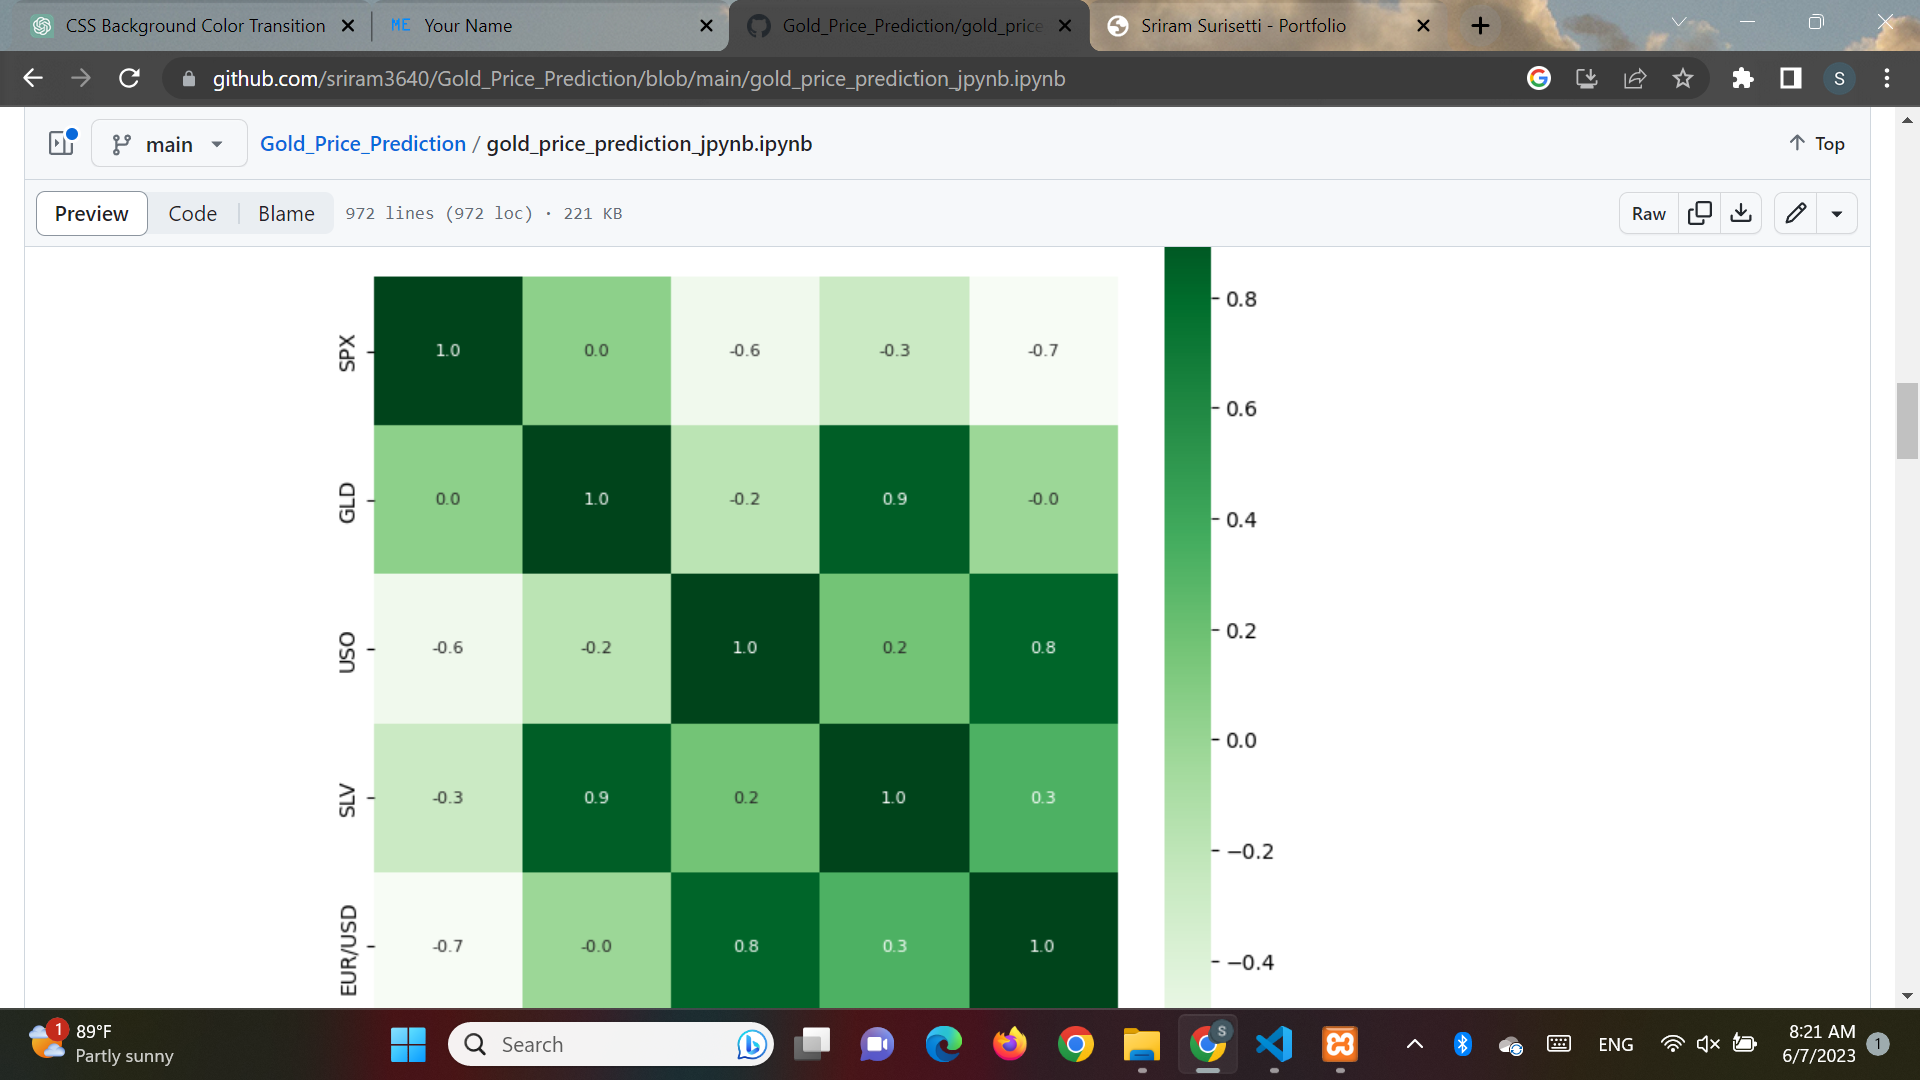 CSS Background Color Transition
ME Your Name
Gold_Price_Prediction/gold_price
Sriram Surisetti - Portfolio
github.com/sriram3640/Gold_Price_Prediction/blob/main/gold_price_prediction_jpynb.ipynb
S
main
Gold_Price_Prediction / gold_price_prediction_jpynb.ipynb
Top
Preview
Code
Blame
972 lines (972 loc) · 221 KB
Raw
SPX
1.0 0.0 -0.6 -0.3 -0.7
GLD
0.0 1.0 -0.2 0.9 -0.0
USO
-0.6 -0.2 1.0 0.2 0.8
SLV
-0.3 0.9 0.2 1.0 0.3
EUR/USD
-0.7 -0.0 0.8 0.3 1.0
0.8
0.6
0.4
0.2
0.0
−0.2
−0.4
1
89°F
Partly sunny
Search
S
ENG
8:21 AM
6/7/2023
1